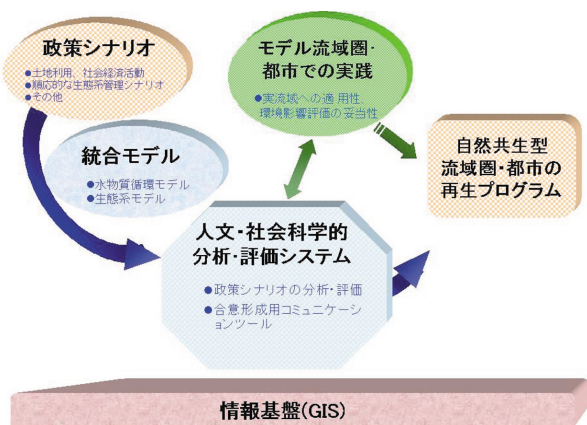 政策シナリオ
●土地利用、社会経済活動
●順応的な生態系管理シナリオ
●その他
統合モデル
●水物質循環モデル
●生態系モデル
モデル流域圏・
都市での実践
●実流域への適用性、
環境影響評価の妥当性
自然共生型
流域圏・都市の
再生プログラム
人文・社会科学的
分析・評価システム
●政策シナリオの分析・評価
●合意形成用コミュニケーシ
ョンツール
情報基盤(GIS)